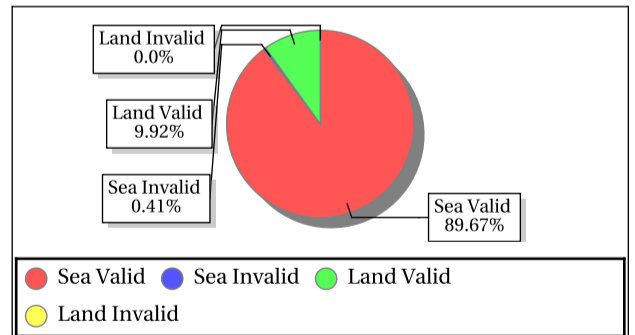 Land Invalid
0.0%
Land Valid
9.92%
Sea Invalid
0.41%
Sea Valid
89.67%
Sea Valid Sea Invalid Land Valid
Land Invalid